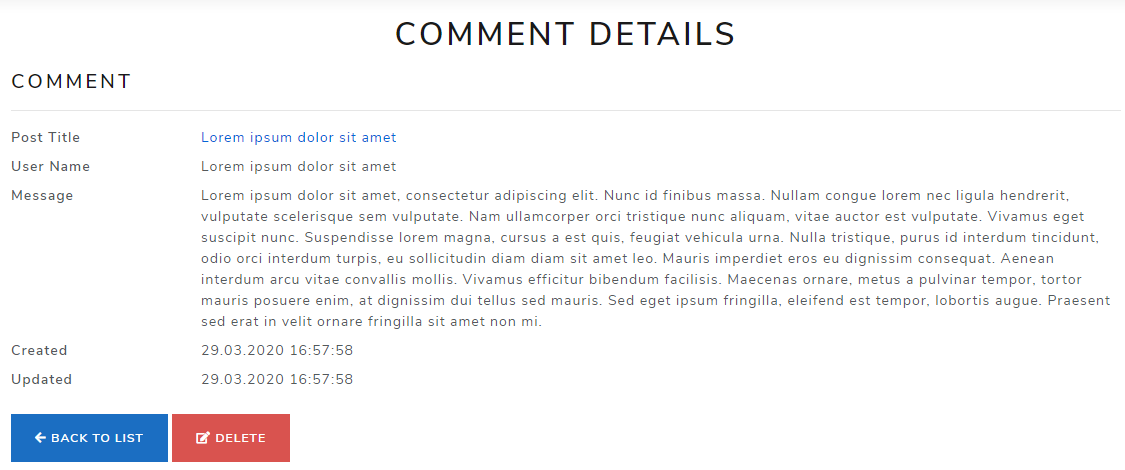 COMMENT DETAILS
COMMENT
Post Title Lorem ipsum dolor sit amet
User Name Lorem ipsum dolor sit amet
Message Lorem ipsum dolor sit amet, consectetur adipiscing elit. Nunc id finibus massa. Nullam congue lorem nec ligula hendrerit,
vulputate scelerisque sem vulputate. Nam ullamcorper orci tristique nunc aliquam, vitae auctor est vulputate. Vivamus eget
suscipit nunc. Suspendisse lorem magna, cursus a est quis, feugiat vehicula urna. Nulla tristique, purus id interdum tincidunt,
odio orci interdum turpis, eu sollicitudin diam diam sit amet leo. Mauris imperdiet eros eu dignissim consequat. Aenean
interdum arcu vitae convallis mollis. Vivamus efficitur bibendum facilisis. Maecenas ornare, metus a pulvinar tempor, tortor
mauris posuere enim, at dignissim dui tellus sed mauris. Sed eget ipsum fringilla, eleifend est tempor, lobortis augue. Praesent
sed erat in velit ornare fringilla sit amet non mi.
Created 29.03.2020 16:57:58
Updated 29.03.2020 16:57:58
BACK TO LIST DELETE